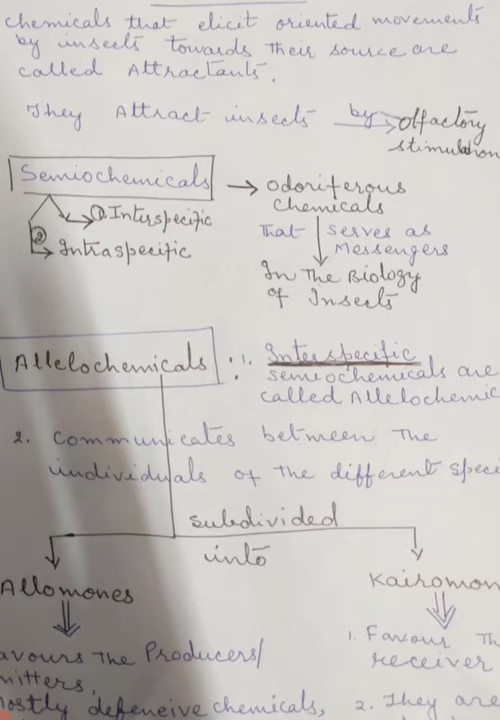 chemicals that elicit oriented movements
by insects towards their source are
called Attractants.
They Attract insects by olfactory
stimulation
Semiochemicals → odoriferous
chemicals
① Interspecific
② Intraspecific
That serves as
Messengers
In The Biology
of Insects
Allelochemicals : 1. Interspecific
semiochemicals are
called Allelochemic
2. Communicates between The
individuals of the different speci
subdivided
into
Allomones
Kairomon
avours The Producers/
mitters,
mostly defeneive chemicals,
1. Favour Th
receiver
2. They are